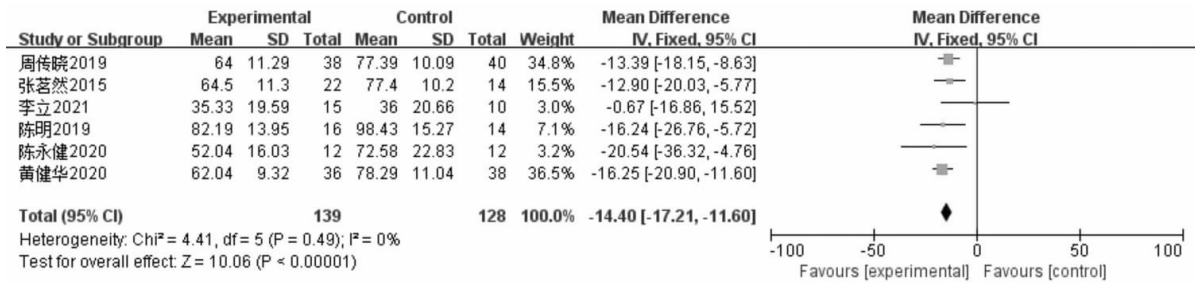 Experimental Control Mean Difference Mean Difference
Study or Subgroup Mean SD Total Mean SD Total Weight IV, Fixed, 95% CI IV, Fixed, 95% CI
周传晓2019 64 11.29 38 77.39 10.09 40 34.8% -13.39 [-18.15, -8.63]
张茗然2015 64.5 11.3 22 77.4 10.2 14 15.5% -12.90 [-20.03, -5.77]
李立2021 35.33 19.59 15 36 20.66 10 3.0% -0.67 [-16.86, 15.52]
陈明2019 82.19 13.95 16 98.43 15.27 14 7.1% -16.24 [-26.76, -5.72]
陈永健2020 52.04 16.03 12 72.58 22.83 12 3.2% -20.54 [-36.32, -4.76]
黄健华2020 62.04 9.32 36 78.29 11.04 38 36.5% -16.25 [-20.90, -11.60]
Total (95% CI) 139 128 100.0% -14.40 [-17.21, -11.60]
Heterogeneity: Chi² = 4.41, df = 5 (P = 0.49); I² = 0%
Test for overall effect: Z = 10.06 (P < 0.00001)
-100 -50 0 50 100
Favours [experimental] Favours [control]